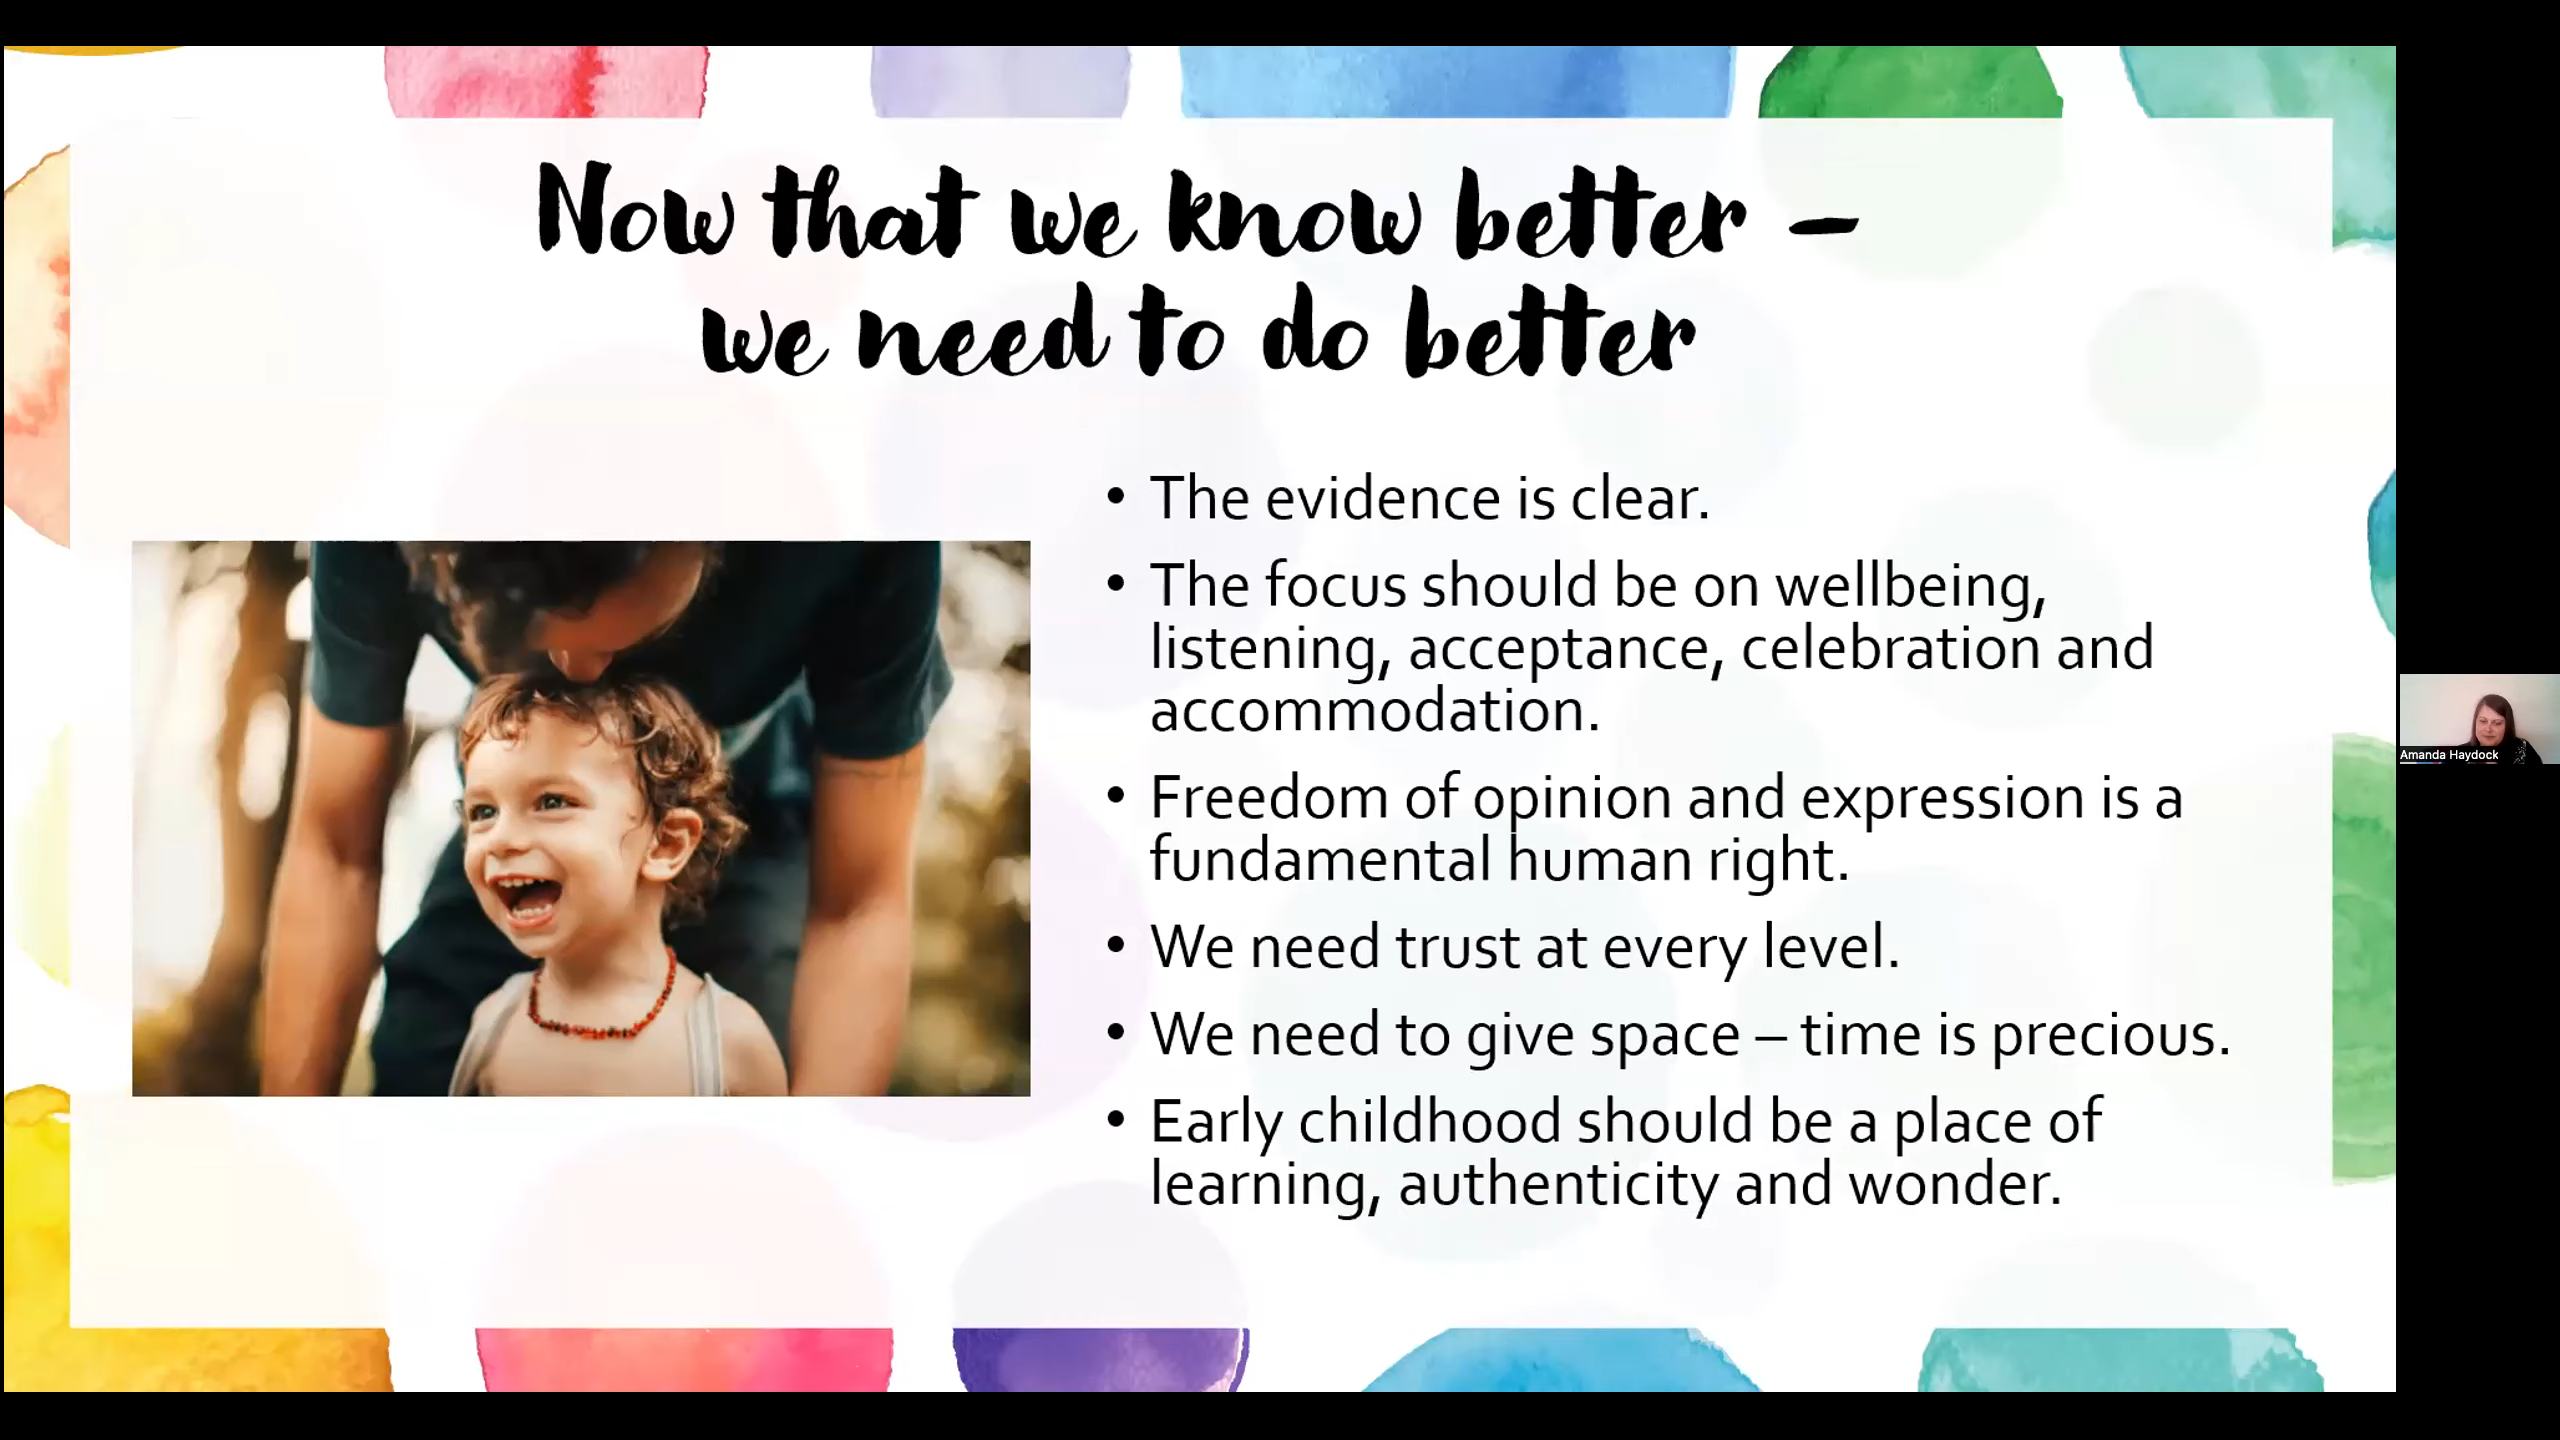 Now that we know better –
we need to do better
• The evidence is clear.
• The focus should be on wellbeing,
listening, acceptance, celebration and
accommodation.
• Freedom of opinion and expression is a
fundamental human right.
• We need trust at every level.
• We need to give space – time is precious.
• Early childhood should be a place of
learning, authenticity and wonder.
Amanda Haydock